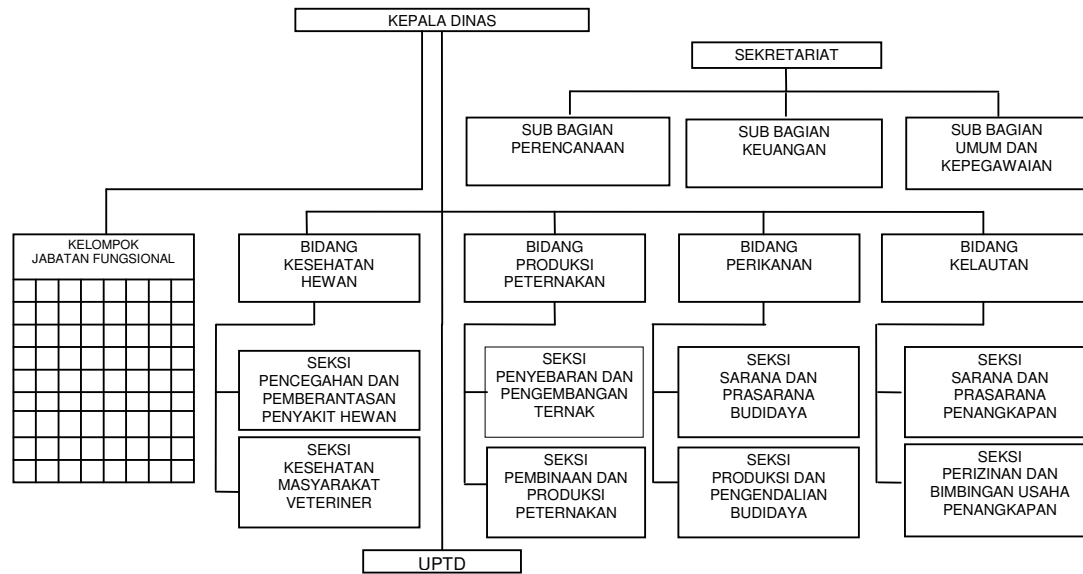 KEPALA DINAS
SEKRETARIAT
SUB BAGIAN
PERENCANAAN
SUB BAGIAN
KEUANGAN
SUB BAGIAN
UMUM DAN
KEPEGAWAIAN
KELOMPOK
JABATAN FUNGSIONAL
BIDANG
KESEHATAN
HEWAN
BIDANG
PRODUKSI
PETERNAKAN
BIDANG
PERIKANAN
BIDANG
KELAUTAN
SEKSI
PENCEGAHAN DAN
PEMBERANTASAN
PENYAKIT HEWAN
SEKSI
PENYEBARAN DAN
PENGEMBANGAN
TERNAK
SEKSI
SARANA DAN
PRASARANA
BUDIDAYA
SEKSI
SARANA DAN
PRASARANA
PENANGKAPAN
SEKSI
KESEHATAN
MASYARAKAT
VETERINER
SEKSI
PEMBINAAN DAN
PRODUKSI
PETERNAKAN
SEKSI
PRODUKSI DAN
PENGENDALIAN
BUDIDAYA
SEKSI
PERIZINAN DAN
BIMBINGAN USAHA
PENANGKAPAN
UPTD